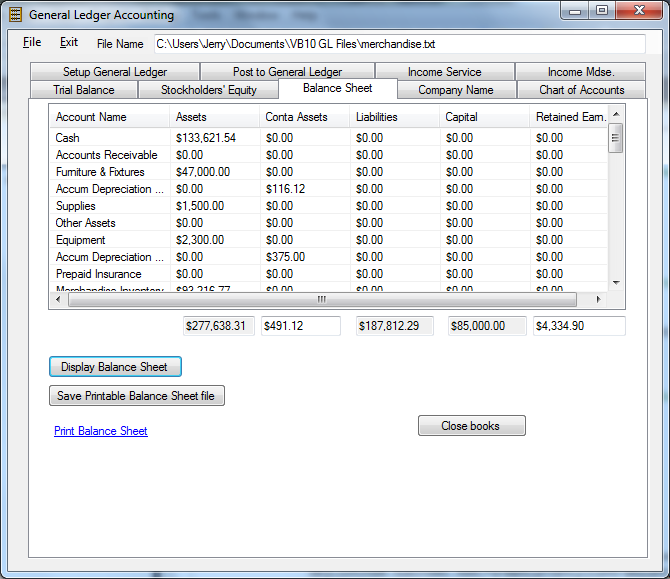 General Ledger Accounting
File Exit File Name C:\Users\Jerry\Documents\VB10 GL Files\merchandise.txt
Setup General Ledger Post to General Ledger Income Service Income Mdse.
Trial Balance Stockholders' Equity Balance Sheet Company Name Chart of Accounts
Account Name Assets Conta Assets Liabilities Capital Retained Earn.
Cash $133,621.54 $0.00 $0.00 $0.00 $0.00
Accounts Receivable $0.00 $0.00 $0.00 $0.00 $0.00
Furniture & Fixtures $47,000.00 $0.00 $0.00 $0.00 $0.00
Accum Depreciation ... $0.00 $116.12 $0.00 $0.00 $0.00
Supplies $1,500.00 $0.00 $0.00 $0.00 $0.00
Other Assets $0.00 $0.00 $0.00 $0.00 $0.00
Equipment $2,300.00 $0.00 $0.00 $0.00 $0.00
Accum Depreciation ... $0.00 $375.00 $0.00 $0.00 $0.00
Prepaid Insurance $0.00 $0.00 $0.00 $0.00 $0.00
Merchandise Inventory $93,216.77 $0.00 $0.00 $0.00 $0.00
$277,638.31 $491.12 $187,812.29 $85,000.00 $4,334.90
Display Balance Sheet
Save Printable Balance Sheet file
Print Balance Sheet Close books